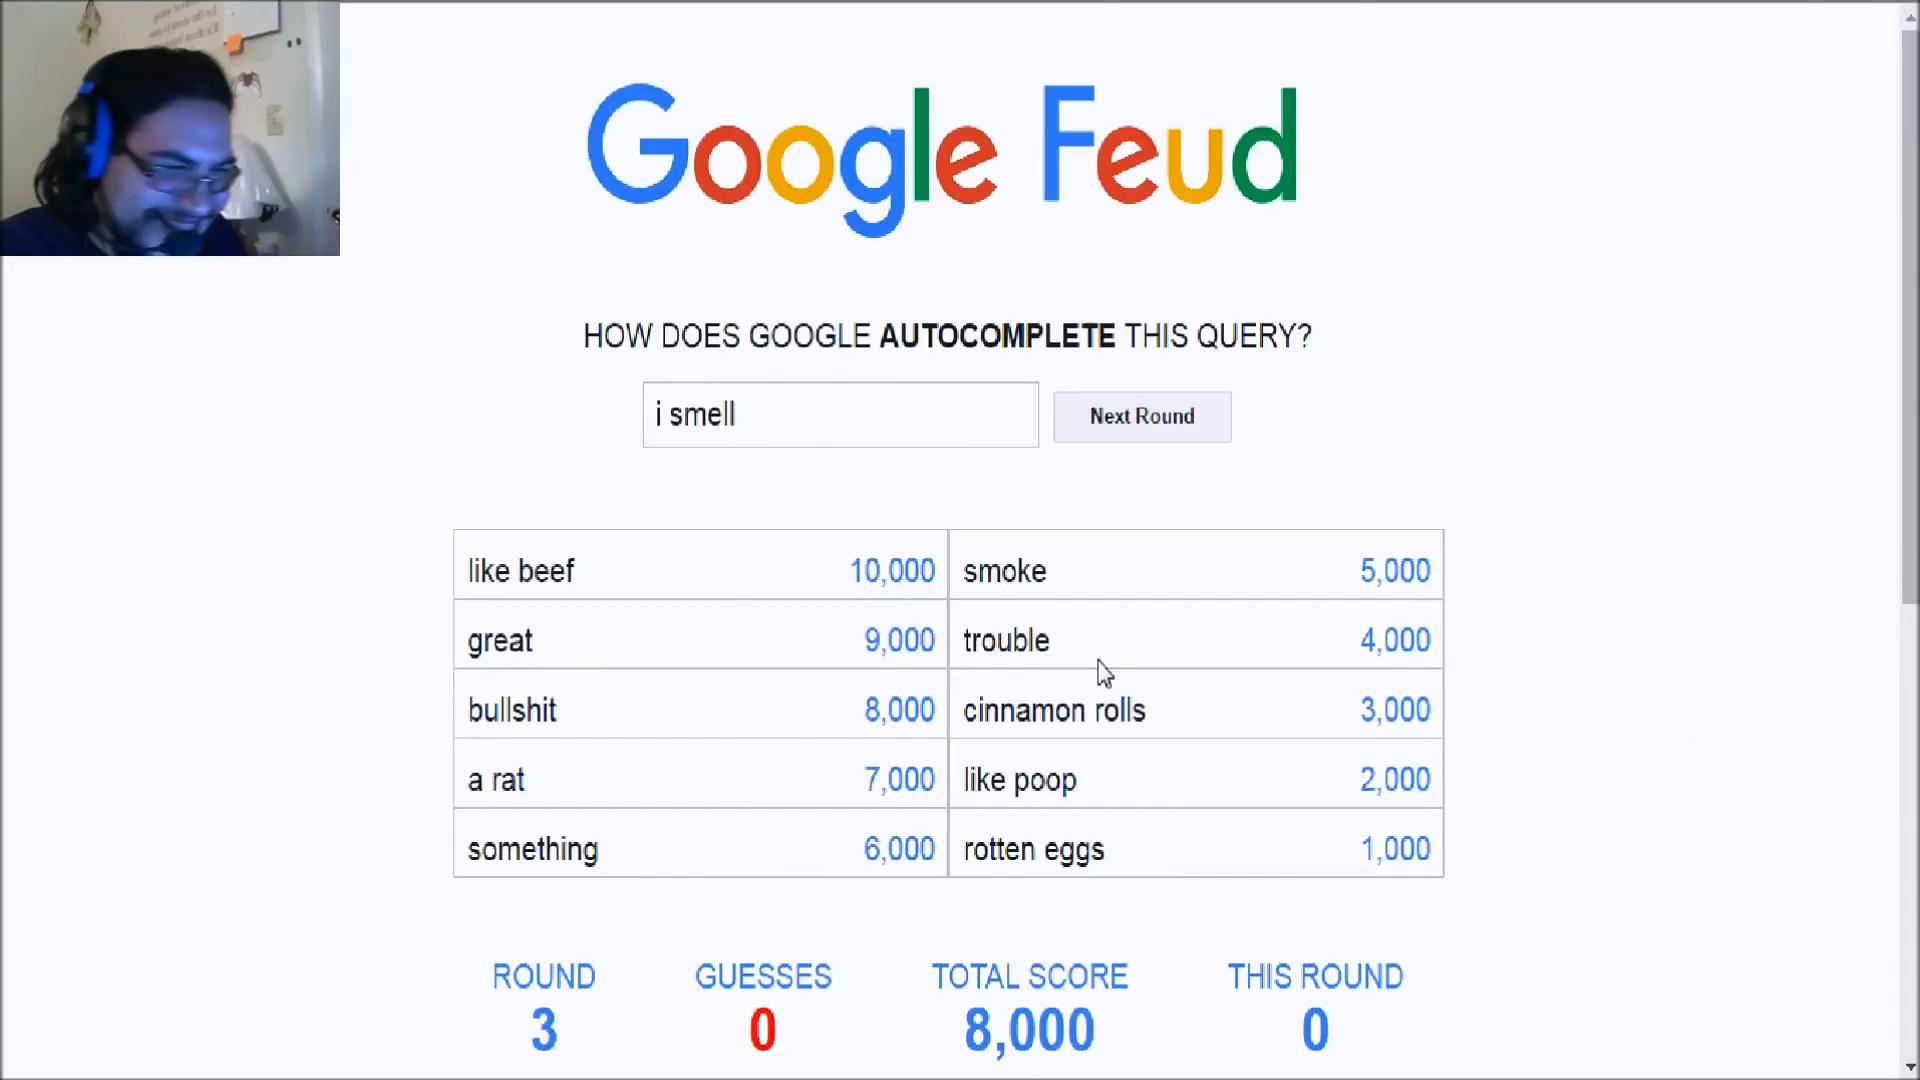 Google Feud
HOW DOES GOOGLE AUTOCOMPLETE THIS QUERY?
i smell
Next Round
like beef 10,000 smoke 5,000
great 9,000 trouble 4,000
bullshit 8,000 cinnamon rolls 3,000
a rat 7,000 like poop 2,000
something 6,000 rotten eggs 1,000
ROUND GUESSES TOTAL SCORE THIS ROUND
3 0 8,000 0